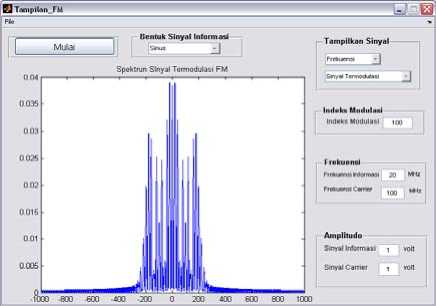 Tampilan_FM
File
Mulai
Bentuk Sinyal Informasi
Sinus
Spektrun SInyal Termodulasi FM
0.04
0.035
0.03
0.025
0.02
0.015
0.01
0.005
0
-1000 -800 -600 -400 -200 0 200 400 600 800 1000
Tampilkan Sinyal
Frekuensi
Sinyal Termodulasi
Indeks Modulasi
Indeks Modulasi 100
Frekuensi
Frekuensi Informasi 20 MHz
Frekuensi Carrier 100 MHz
Amplitudo
Sinyal Informasi 1 volt
Sinyal Carrier 1 volt